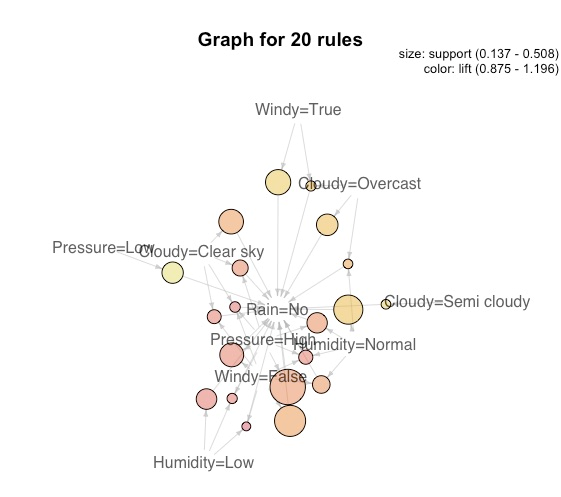 Graph for 20 rules
size: support (0.137 - 0.508)
color: lift (0.875 - 1.196)
Windy=True
Cloudy=Overcast
Pressure=Low
Cloudy=Clear sky
Cloudy=Semi cloudy
Rain=No
Pressure=High
Humidity=Normal
Windy=False
Humidity=Low